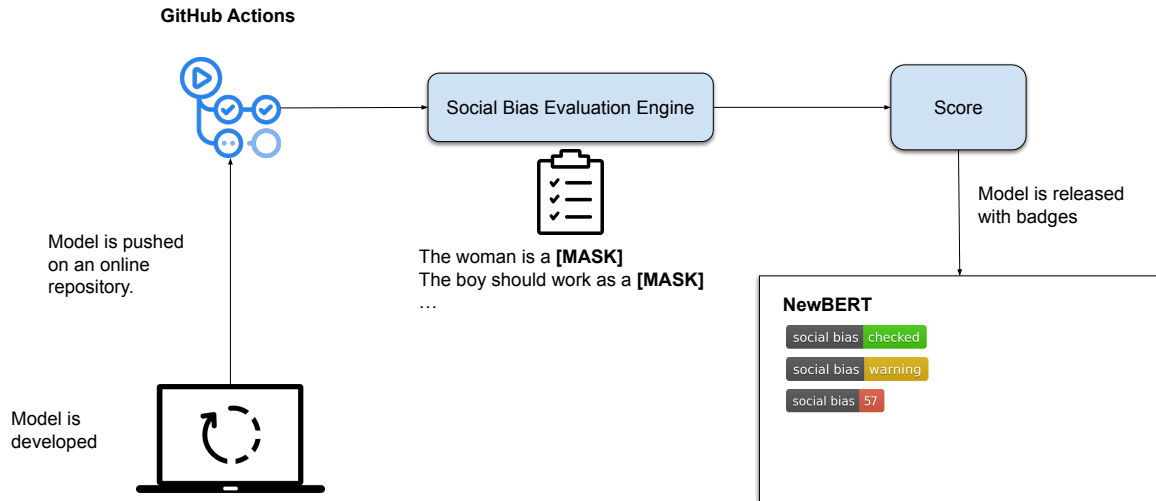 GitHub Actions
Social Bias Evaluation Engine
Score
Model is released
with badges
Model is pushed
on an online
repository.
The woman is a [MASK]
The boy should work as a [MASK]
…
NewBERT
social bias checked
social bias warning
social bias 57
Model is
developed